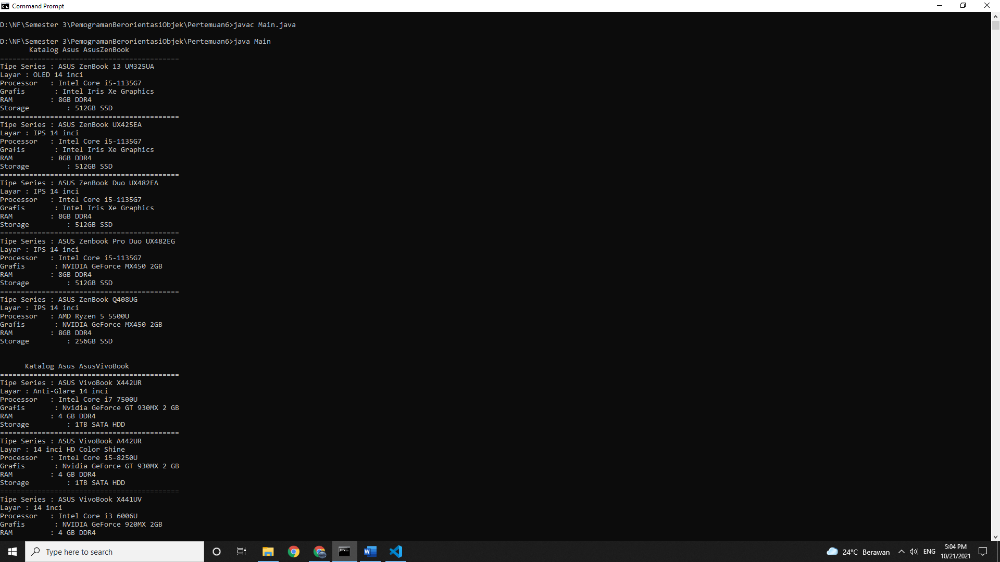 Command Prompt
D:\NF\Semester 3\PemogramanBerorientasiObjek\Pertemuan6>javac Main.java
D:\NF\Semester 3\PemogramanBerorientasiObjek\Pertemuan6>java Main
Katalog Asus AsusZenBook
===========================================
Tipe Series : ASUS ZenBook 13 UM325UA
Layar : OLED 14 inci
Processor   : Intel Core i5-1135G7
Grafis       : Intel Iris Xe Graphics
RAM         : 8GB DDR4
Storage         : 512GB SSD
===========================================
Tipe Series : ASUS ZenBook UX425EA
Layar : IPS 14 inci
Processor   : Intel Core i5-1135G7
Grafis       : Intel Iris Xe Graphics
RAM         : 8GB DDR4
Storage         : 512GB SSD
===========================================
Tipe Series : ASUS ZenBook Duo UX482EA
Layar : IPS 14 inci
Processor   : Intel Core i5-1135G7
Grafis       : Intel Iris Xe Graphics
RAM         : 8GB DDR4
Storage         : 512GB SSD
===========================================
Tipe Series : ASUS Zenbook Pro Duo UX482EG
Layar : IPS 14 inci
Processor   : Intel Core i5-1135G7
Grafis       : NVIDIA GeForce MX450 2GB
RAM         : 8GB DDR4
Storage         : 512GB SSD
===========================================
Tipe Series : ASUS ZenBook Q408UG
Layar : IPS 14 inci
Processor   : AMD Ryzen 5 5500U
Grafis       : NVIDIA GeForce MX450 2GB
RAM         : 8GB DDR4
Storage         : 256GB SSD
Katalog Asus AsusVivoBook
===========================================
Tipe Series : ASUS VivoBook X442UR
Layar : Anti-Glare 14 inci
Processor   : Intel Core i7 7500U
Grafis       : Nvidia GeForce GT 930MX 2 GB
RAM         : 4 GB DDR4
Storage         : 1TB SATA HDD
===========================================
Tipe Series : ASUS VivoBook A442UR
Layar : 14 inci HD Color Shine
Processor   : Intel Core i5-8250U
Grafis       : Nvidia GeForce GT 930MX 2 GB
RAM         : 4 GB DDR4
Storage         : 1TB SATA HDD
===========================================
Tipe Series : ASUS VivoBook X441UV
Layar : 14 inci
Processor   : Intel Core i3 6006U
Grafis       : NVIDIA GeForce 920MX 2GB
RAM         : 4 GB DDR4
Type here to search
24°C Berawan
ENG
5:04 PM
10/21/2021